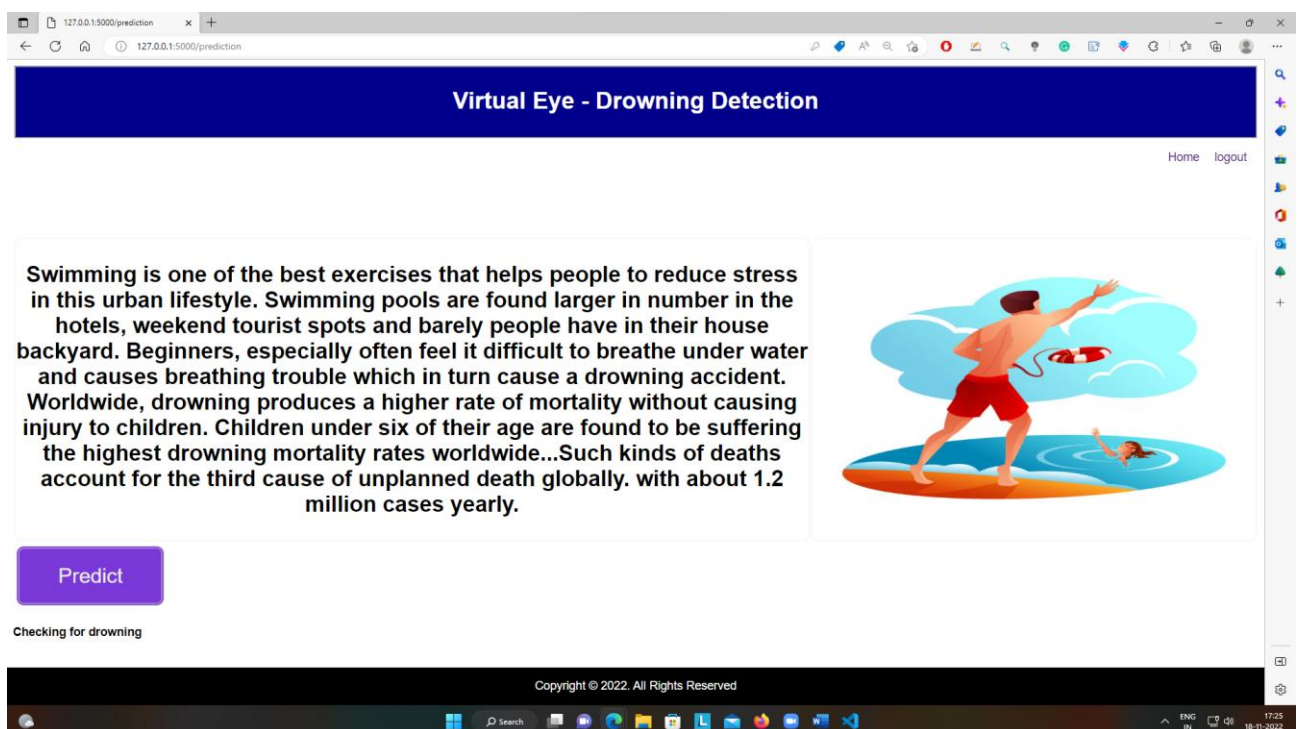 127.0.0.1:5000/prediction
127.0.0.1:5000/prediction
Virtual Eye - Drowning Detection
Home logout
Swimming is one of the best exercises that helps people to reduce stress
in this urban lifestyle. Swimming pools are found larger in number in the
hotels, weekend tourist spots and barely people have in their house
backyard. Beginners, especially often feel it difficult to breathe under water
and causes breathing trouble which in turn cause a drowning accident.
Worldwide, drowning produces a higher rate of mortality without causing
injury to children. Children under six of their age are found to be suffering
the highest drowning mortality rates worldwide...Such kinds of deaths
account for the third cause of unplanned death globally. with about 1.2
million cases yearly.
Predict
Checking for drowning
Copyright © 2022. All Rights Reserved
Search
ENG
IN
17:25
18-11-2022